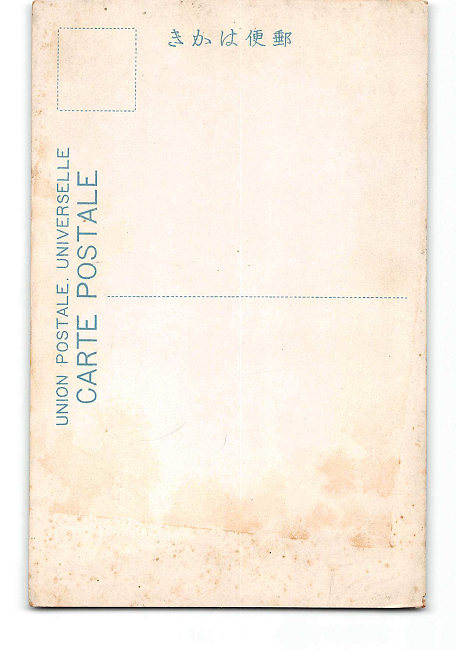 きかは便郵
UNION POSTALE. UNIVERSELLE
CARTE POSTALE